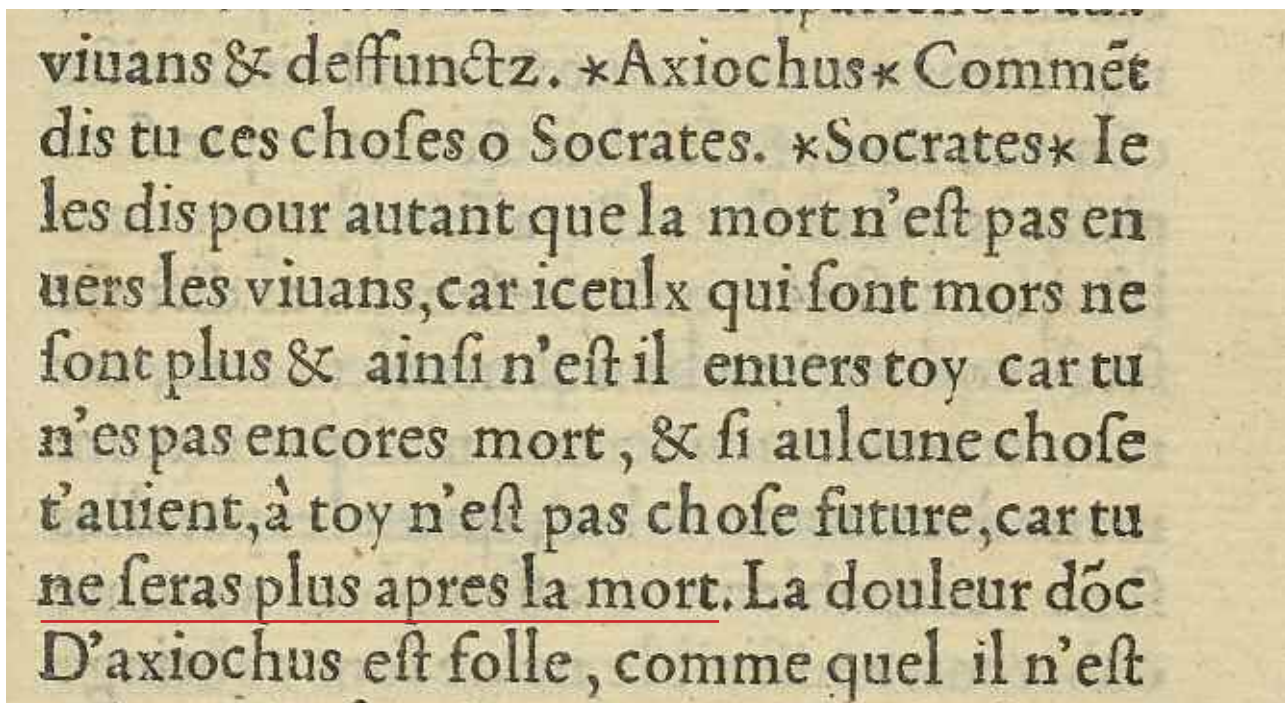 viuans & deffunctz. *Axiochus* Commēt
dis tu ces choſes o Socrates. *Socrates* Ie
les dis pour autant que la mort n'eſt pas en
uers les viuans,car iceulx qui ſont mors ne
ſont plus & ainſi n'eſt il enuers toy car tu
n'es pas encores mort, & ſi aulcune choſe
t'auient,à toy n'eſt pas choſe future,car tu
ne ſeras plus apres la mort. La douleur dōc
D'axiochus eſt folle, comme quel il n'eſt